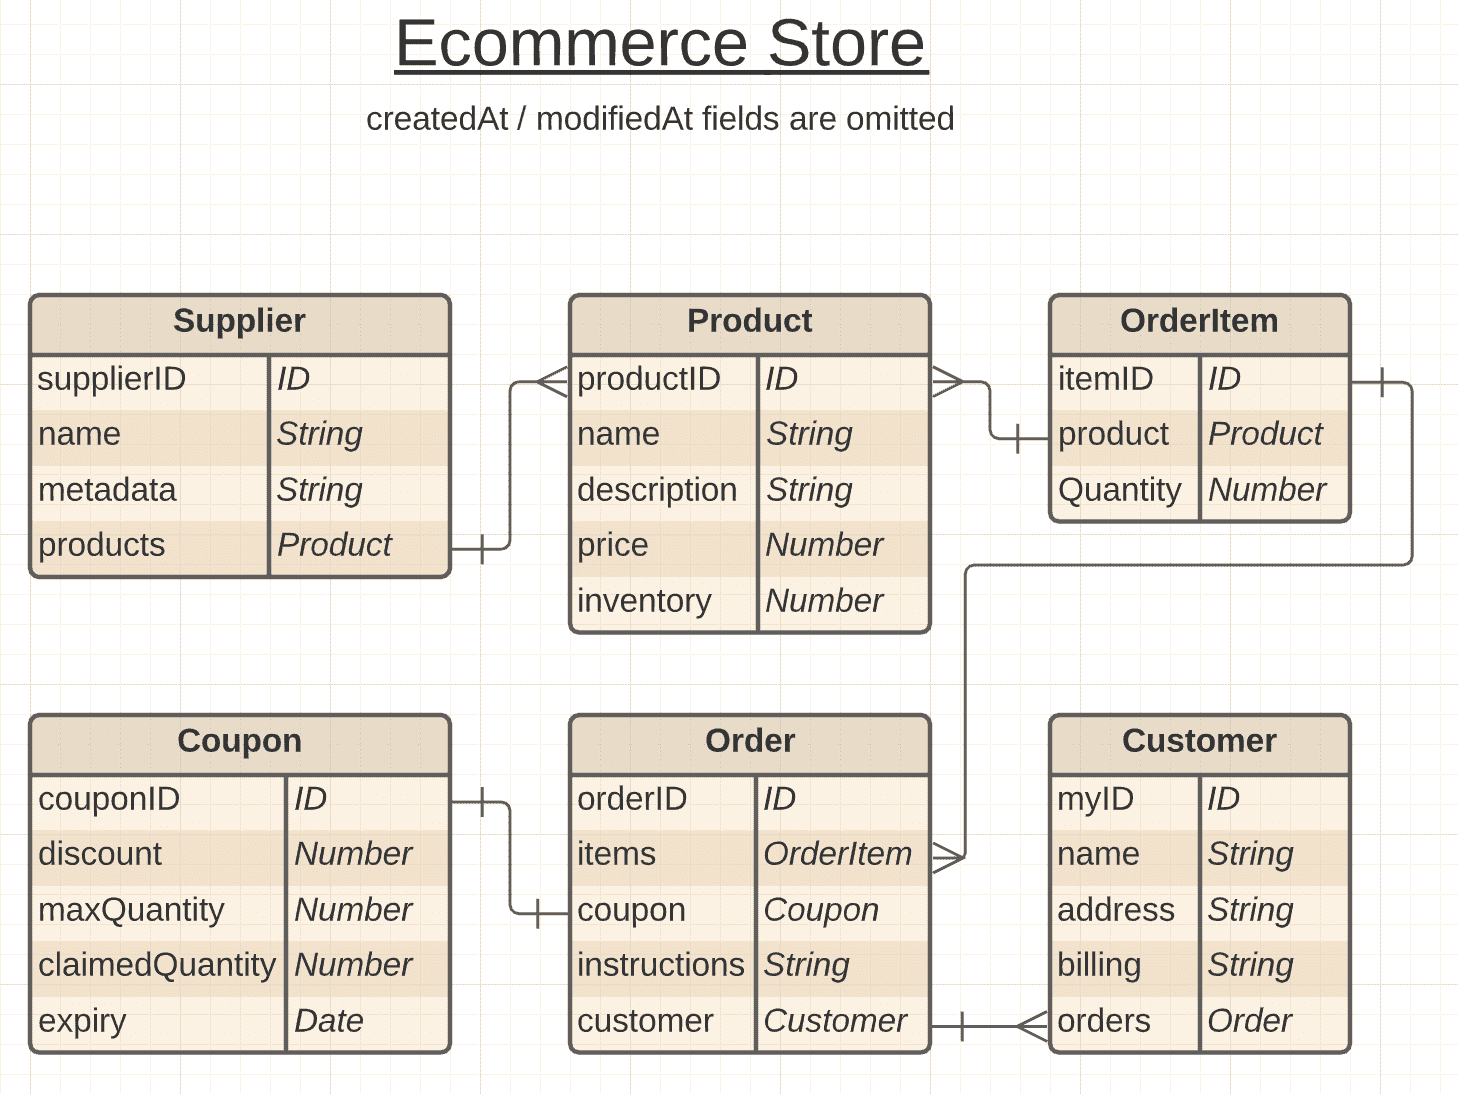 Ecommerce Store
createdAt / modifiedAt fields are omitted
Supplier
supplierID ID
name String
metadata String
products Product
Product
productID ID
name String
description String
price Number
inventory Number
OrderItem
itemID ID
product Product
Quantity Number
Coupon
couponID ID
discount Number
maxQuantity Number
claimedQuantity Number
expiry Date
Order
orderID ID
items OrderItem
coupon Coupon
instructions String
customer Customer
Customer
myID ID
name String
address String
billing String
orders Order